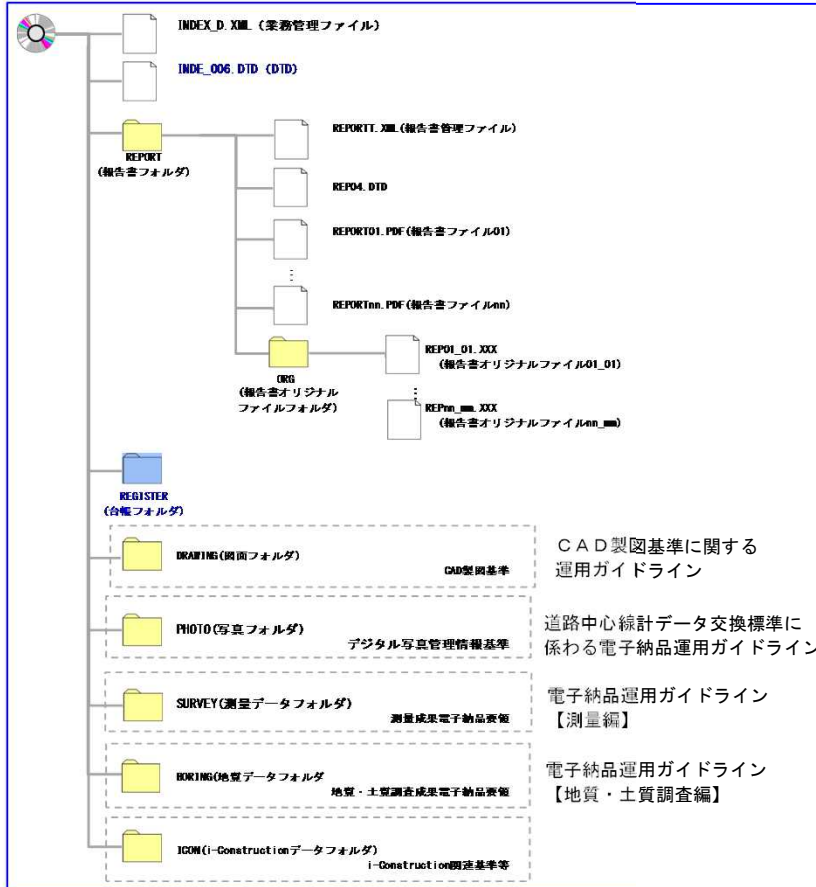 INDEX_D.XML (業務管理ファイル)
INDE_006.DTD (DTD)
REPORT
(報告書フォルダ)
REPORTT.XML(報告書管理ファイル)
REP04.DTD
REPORT01.PDF(報告書ファイル01)
REPORTnn.PDF(報告書ファイルnn)
ORG
(報告書オリジナル
ファイルフォルダ)
REP01_01.XXX
(報告書オリジナルファイル01_01)
REPnn_mm.XXX
(報告書オリジナルファイルnn_mm)
REGISTER
(台帳フォルダ)
DRAWING(図面フォルダ)
CAD製図基準
CAD製図基準に関する
運用ガイドライン
PHOTO(写真フォルダ)
デジタル写真管理情報基準
道路中心線計データ交換標準に
係わる電子納品運用ガイドライン
SURVEY(測量データフォルダ)
測量成果電子納品要領
電子納品運用ガイドライン
【測量編】
BORING(地質データフォルダ
地質・土質調査成果電子納品要領
電子納品運用ガイドライン
【地質・土質調査編】
ICON(i-Constructionデータフォルダ)
i-Construction関連基準等